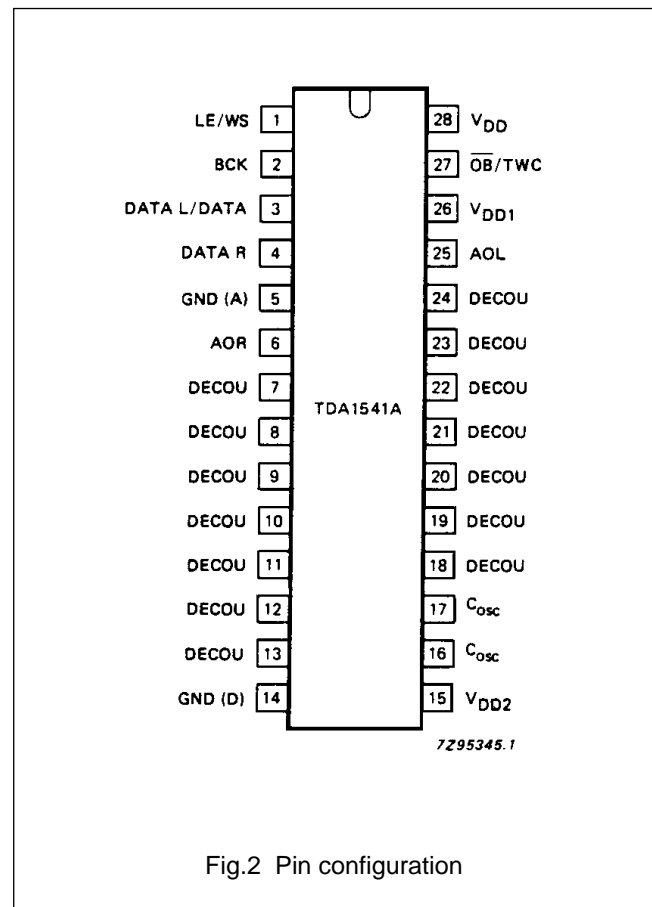 LE/WS 1 28 VDD
BCK 2 27 O̅B̅/TWC
DATA L/DATA 3 26 VDD1
DATA R 4 25 AOL
GND (A) 5 24 DECOU
AOR 6 23 DECOU
DECOU 7 22 DECOU
TDA1541A
DECOU 8 21 DECOU
DECOU 9 20 DECOU
DECOU 10 19 DECOU
DECOU 11 18 DECOU
DECOU 12 17 Cosc
DECOU 13 16 Cosc
GND (D) 14 15 VDD2
7Z95345.1
Fig.2 Pin configuration